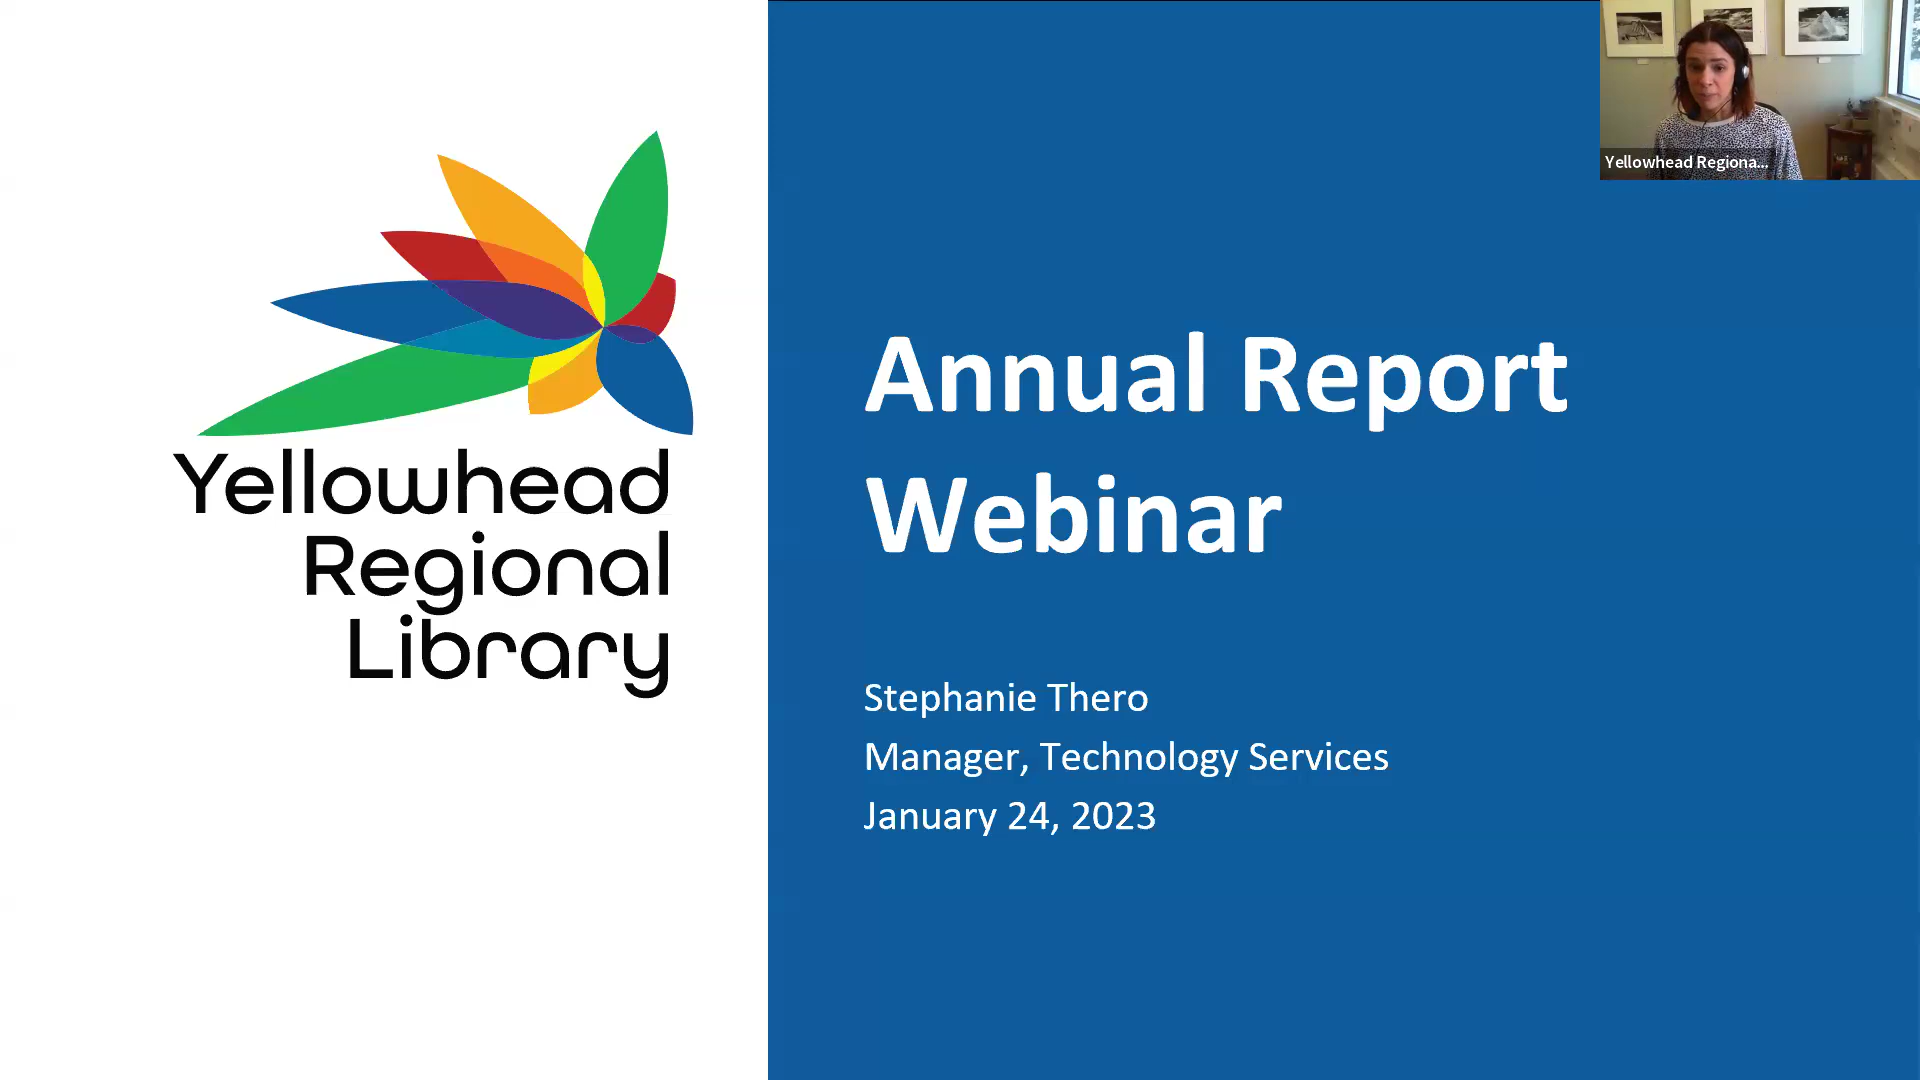 Yellowhead
Regional
Library
Annual Report
Webinar
Stephanie Thero
Manager, Technology Services
January 24, 2023
Yellowhead Regiona...